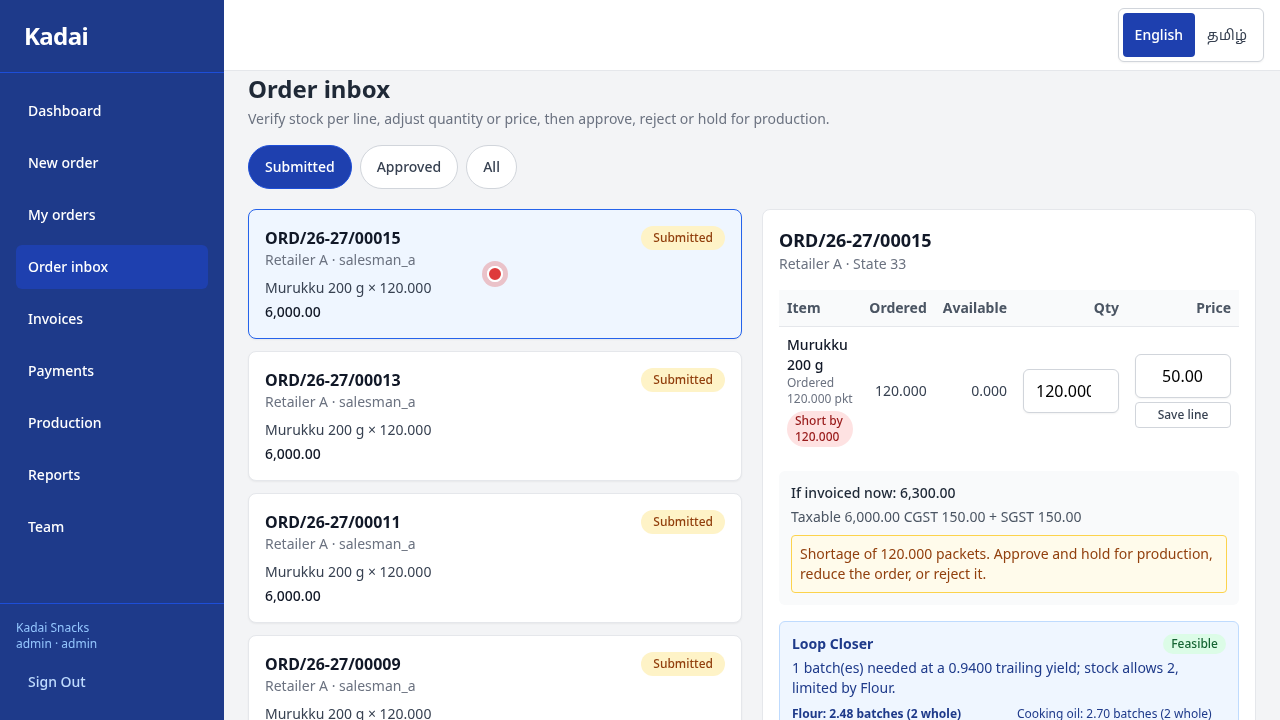 Kadai
Dashboard
New order
My orders
Order inbox
Invoices
Payments
Production
Reports
Team
Kadai Snacks
admin · admin
Sign Out
English
தமிழ்
Order inbox
Verify stock per line, adjust quantity or price, then approve, reject or hold for production.
Submitted
Approved
All
ORD/26-27/00015
Submitted
Retailer A · salesman_a
Murukku 200 g × 120.000
6,000.00
ORD/26-27/00013
Submitted
Retailer A · salesman_a
Murukku 200 g × 120.000
6,000.00
ORD/26-27/00011
Submitted
Retailer A · salesman_a
Murukku 200 g × 120.000
6,000.00
ORD/26-27/00009
Submitted
Retailer A · salesman_a
Murukku 200 g × 120.000
ORD/26-27/00015
Retailer A · State 33
Item Ordered Available Qty Price
Murukku
200 g
Ordered
120.000 pkt
Short by
120.000
120.000
0.000
120.000
50.00
Save line
If invoiced now: 6,300.00
Taxable 6,000.00 CGST 150.00 + SGST 150.00
Shortage of 120.000 packets. Approve and hold for production,
reduce the order, or reject it.
Loop Closer
Feasible
1 batch(es) needed at a 0.9400 trailing yield; stock allows 2,
limited by Flour.
Flour: 2.48 batches (2 whole)
Cooking oil: 2.70 batches (2 whole)